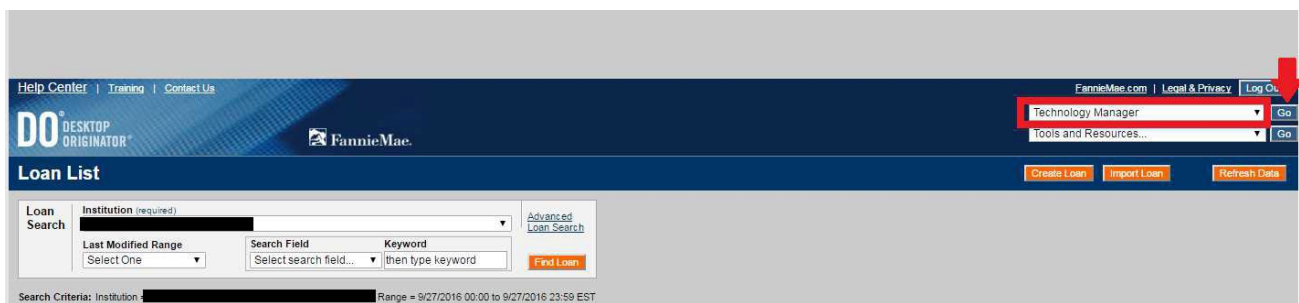 Help Center | Training | Contact Us
FannieMae.com | Legal & Privacy
DO® DESKTOP ORIGINATOR®
FannieMae.
Technology Manager Go
Tools and Resources... Go
Loan List
Create Loan Import Loan Refresh Data
Loan Search
Institution (required)
Advanced Loan Search
Last Modified Range Search Field Keyword
Select One Select search field... then type keyword Find Loan
Search Criteria: Institution = Range = 9/27/2016 00:00 to 9/27/2016 23:59 EST